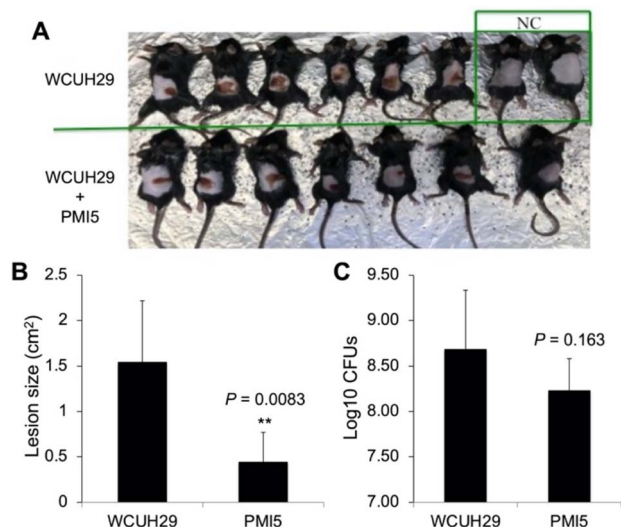 A
NC
WCUH29
WCUH29
+
PMI5
B
C
Lesion size (cm²)
2.5
2
1.5
1
0.5
0
P = 0.0083
**
WCUH29
PMI5
Log10 CFUs
9.50
9.00
8.50
8.00
7.50
7.00
P = 0.163
WCUH29
PMI5